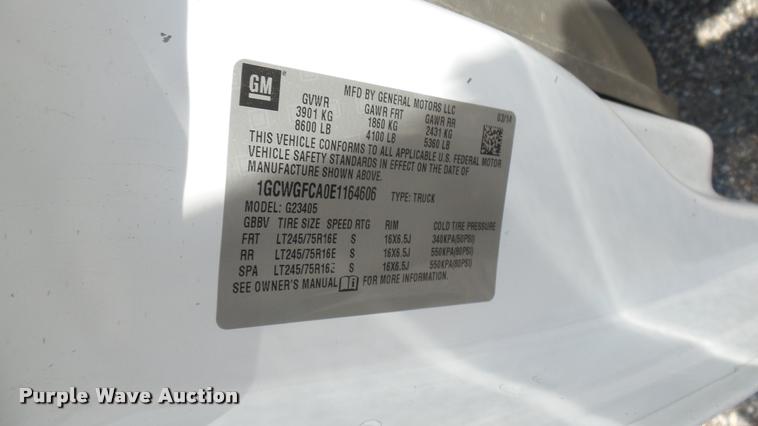 GM
MFD BY GENERAL MOTORS LLC
GVWR GAWR FRT GAWR RR 03/14
3901 KG 1860 KG 2431 KG
8600 LB 4100 LB 5360 LB
THIS VEHICLE CONFORMS TO ALL APPLICABLE U.S. FEDERAL MOTOR
VEHICLE SAFETY STANDARDS IN EFFECT ON THE DATE OF
MANUFACTURE SHOWN ABOVE.
1GCWGFCA0E1164606 TYPE: TRUCK
MODEL: G23405
GBBV TIRE SIZE SPEED RTG RIM COLD TIRE PRESSURE
FRT LT245/75R16E S 16X6.5J 340KPA(50PSI)
RR LT245/75R16E S 16X6.5J 550KPA(80PSI)
SPA LT245/75R16E S 16X6.5J 550KPA(80PSI)
SEE OWNER'S MANUAL FOR MORE INFORMATION.
Purple Wave Auction